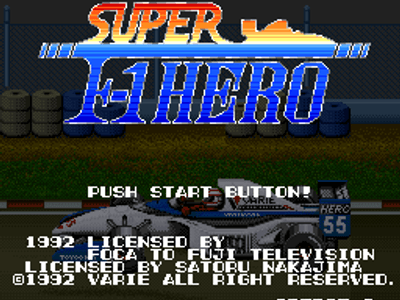 SUPER
F-1 HERO
PUSH START BUTTON!
VARIE
HERO
55
1992 LICENSED BY
FOCA TO FUJI TELEVISION
LICENSED BY SATORU NAKAJIMA
©1992 VARIE ALL RIGHT RESERVED.